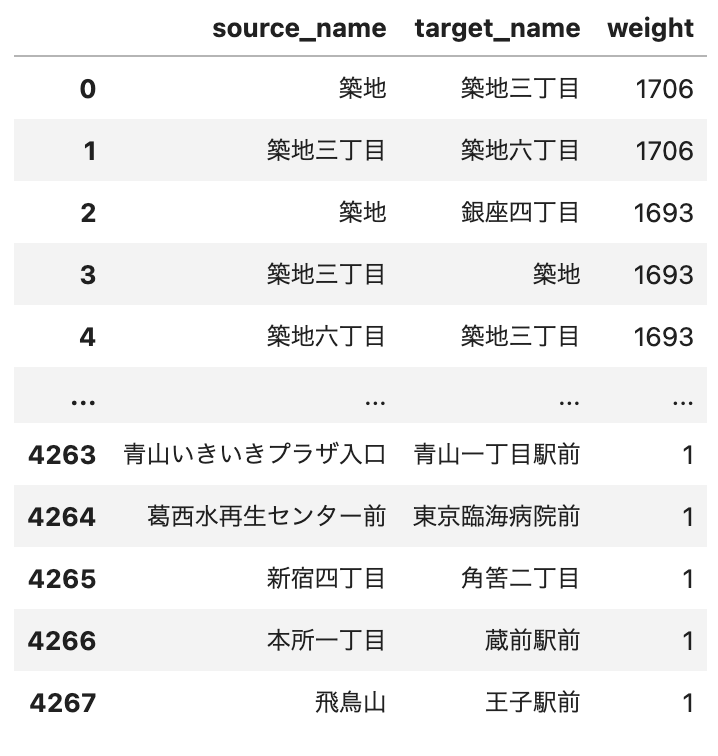 source_name target_name weight
0 築地 築地三丁目 1706
1 築地三丁目 築地六丁目 1706
2 築地 銀座四丁目 1693
3 築地三丁目 築地 1693
4 築地六丁目 築地三丁目 1693
... ... ... ...
4263 青山いきいきプラザ入口 青山一丁目駅前 1
4264 葛西水再生センター前 東京臨海病院前 1
4265 新宿四丁目 角筈二丁目 1
4266 本所一丁目 蔵前駅前 1
4267 飛鳥山 王子駅前 1